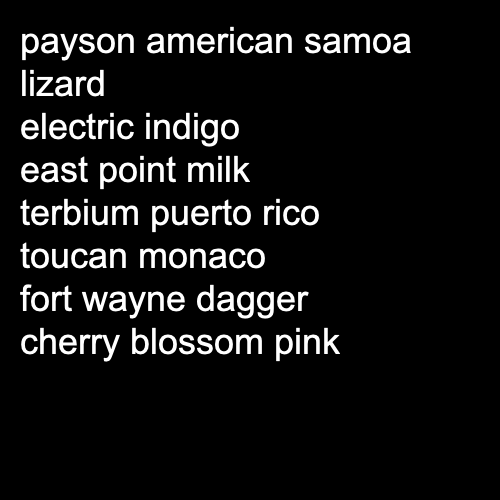 payson american samoa
lizard
electric indigo
east point milk
terbium puerto rico
toucan monaco
fort wayne dagger
cherry blossom pink